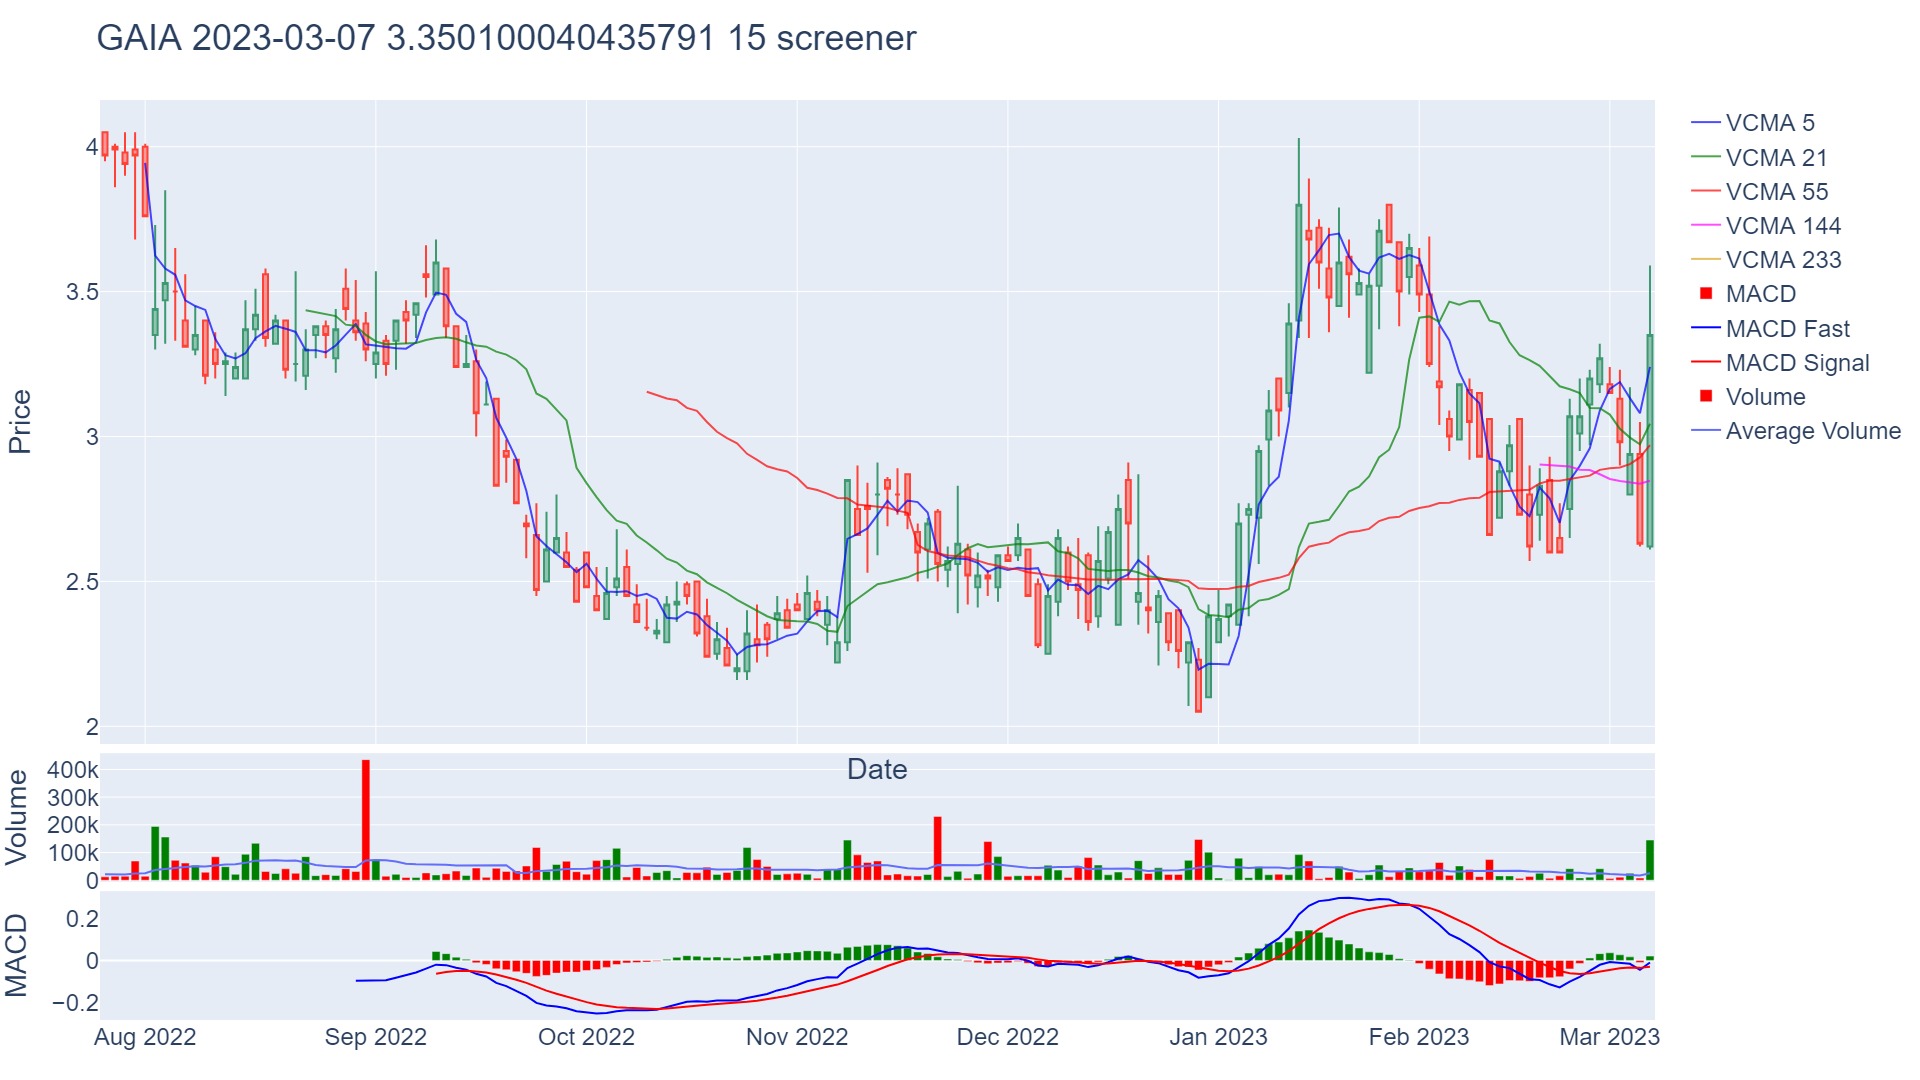 GAIA 2023-03-07 3.350100040435791 15 screener
Price
4
3.5
3
2.5
2
VCMA 5
VCMA 21
VCMA 55
VCMA 144
VCMA 233
MACD
MACD Fast
MACD Signal
Volume
Average Volume
Date
Volume
400k
300k
200k
100k
0
MACD
0.2
0
−0.2
Aug 2022
Sep 2022
Oct 2022
Nov 2022
Dec 2022
Jan 2023
Feb 2023
Mar 2023